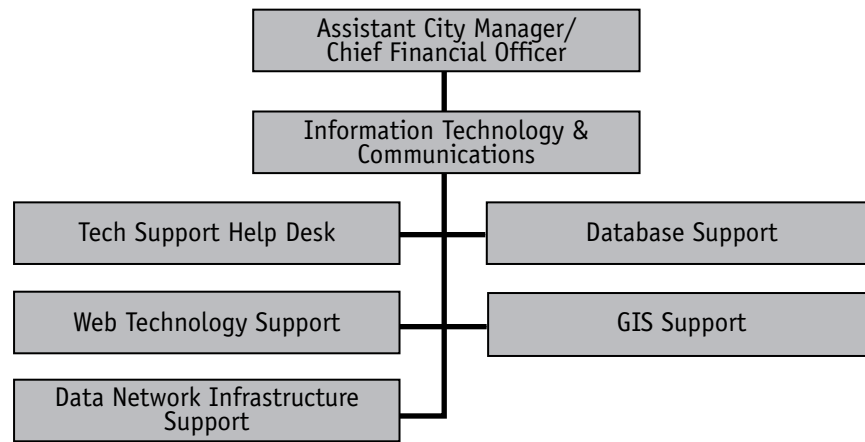 Assistant City Manager/
Chief Financial Officer
Information Technology &
Communications
Tech Support Help Desk
Database Support
Web Technology Support
GIS Support
Data Network Infrastructure
Support